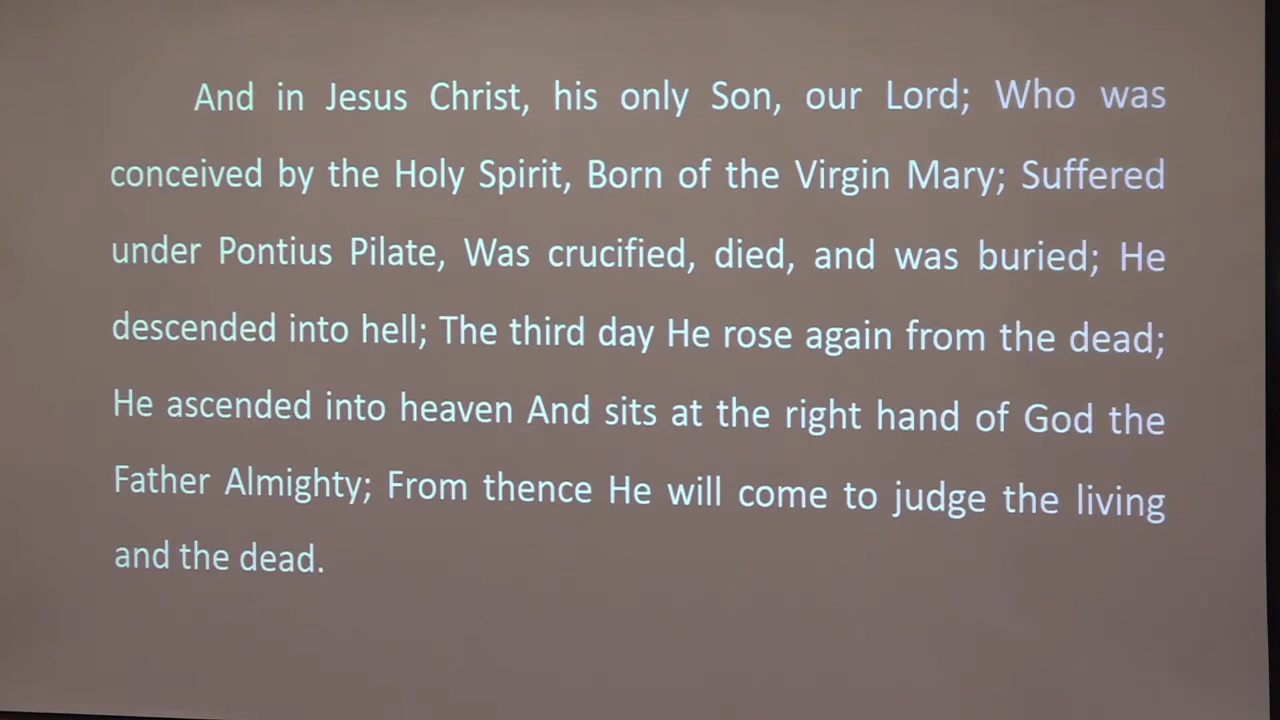 And in Jesus Christ, his only Son, our Lord; Who was
conceived by the Holy Spirit, Born of the Virgin Mary; Suffered
under Pontius Pilate, Was crucified, died, and was buried; He
descended into hell; The third day He rose again from the dead;
He ascended into heaven And sits at the right hand of God the
Father Almighty; From thence He will come to judge the living
and the dead.